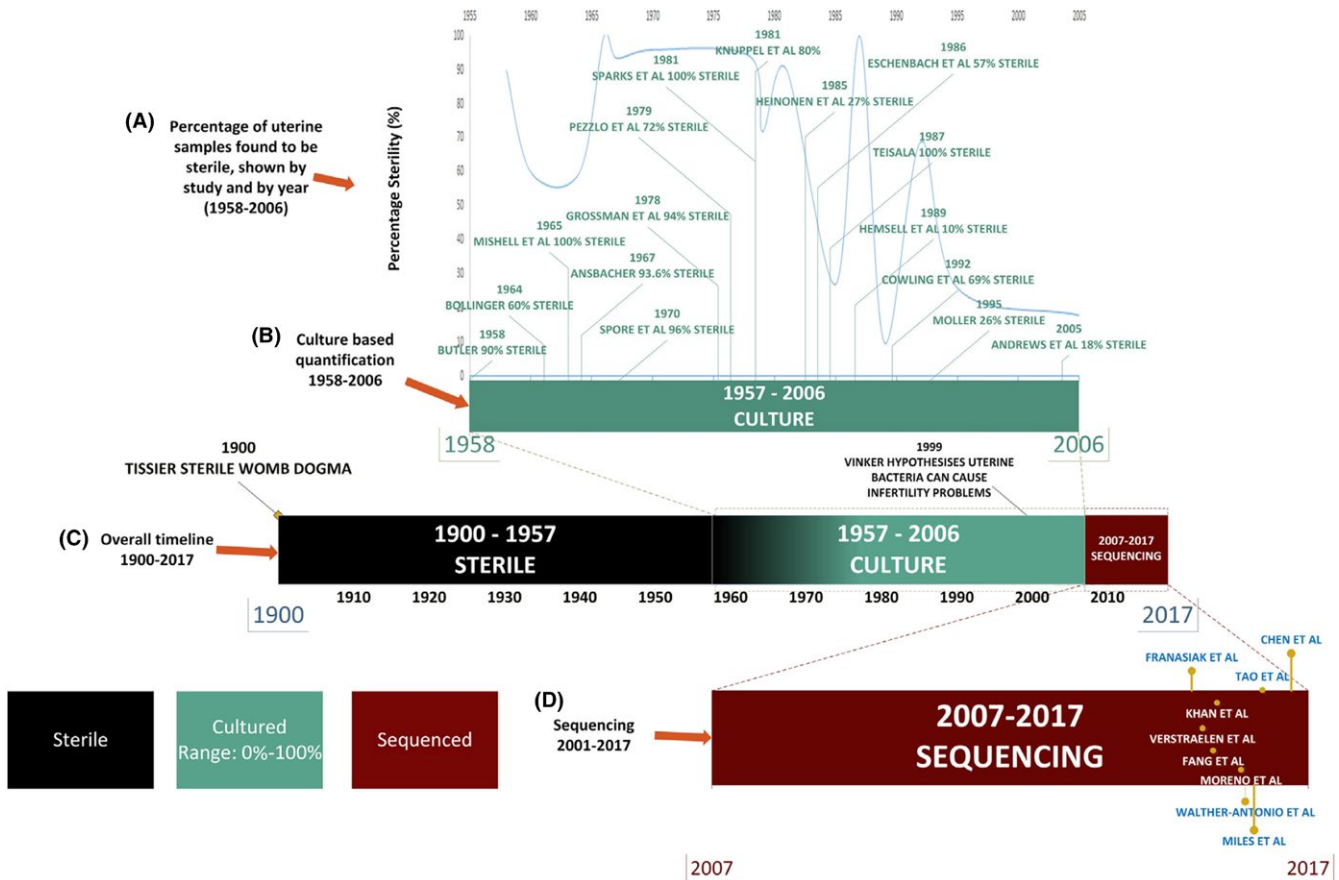 1955 1960 1965 1970 1975 1980 1985 1990 1995 2000 2005
(A)
Percentage of uterine
samples found to be
sterile, shown by
study and by year
(1958-2006)
Percentage Sterility (%)
100
90
80
70
60
50
40
30
20
10
0
1981
KNUPPEL ET AL 80%
1981
SPARKS ET AL 100% STERILE
1986
ESCHENBACH ET AL 57% STERILE
1985
HEINONEN ET AL 27% STERILE
1979
PEZZLO ET AL 72% STERILE
1987
TEISALA 100% STERILE
1978
GROSSMAN ET AL 94% STERILE
1965
MISHELL ET AL 100% STERILE
1989
HEMSELL ET AL 10% STERILE
1967
ANSBACHER 93.6% STERILE
1992
COWLING ET AL 69% STERILE
1964
BOLLINGER 60% STERILE
1970
SPORE ET AL 96% STERILE
1995
MOLLER 26% STERILE
1958
BUTLER 90% STERILE
2005
ANDREWS ET AL 18% STERILE
(B)
Culture based
quantification
1958-2006
1957 - 2006
CULTURE
1958
2006
1900
TISSIER STERILE WOMB DOGMA
1999
VINKER HYPOTHESISES UTERINE
BACTERIA CAN CAUSE
INFERTILITY PROBLEMS
(C)
Overall timeline
1900-2017
1900 - 1957
STERILE
1957 - 2006
CULTURE
2007-2017
SEQUENCING
1910 1920 1930 1940 1950 1960 1970 1980 1990 2000 2010
1900
2017
Sterile
Cultured
Range: 0%-100%
Sequenced
(D)
Sequencing
2001-2017
2007-2017
SEQUENCING
CHEN ET AL
FRANASIAK ET AL
TAO ET AL
KHAN ET AL
VERSTRAELEN ET AL
FANG ET AL
MORENO ET AL
WALTHER-ANTONIO ET AL
MILES ET AL
2007
2017